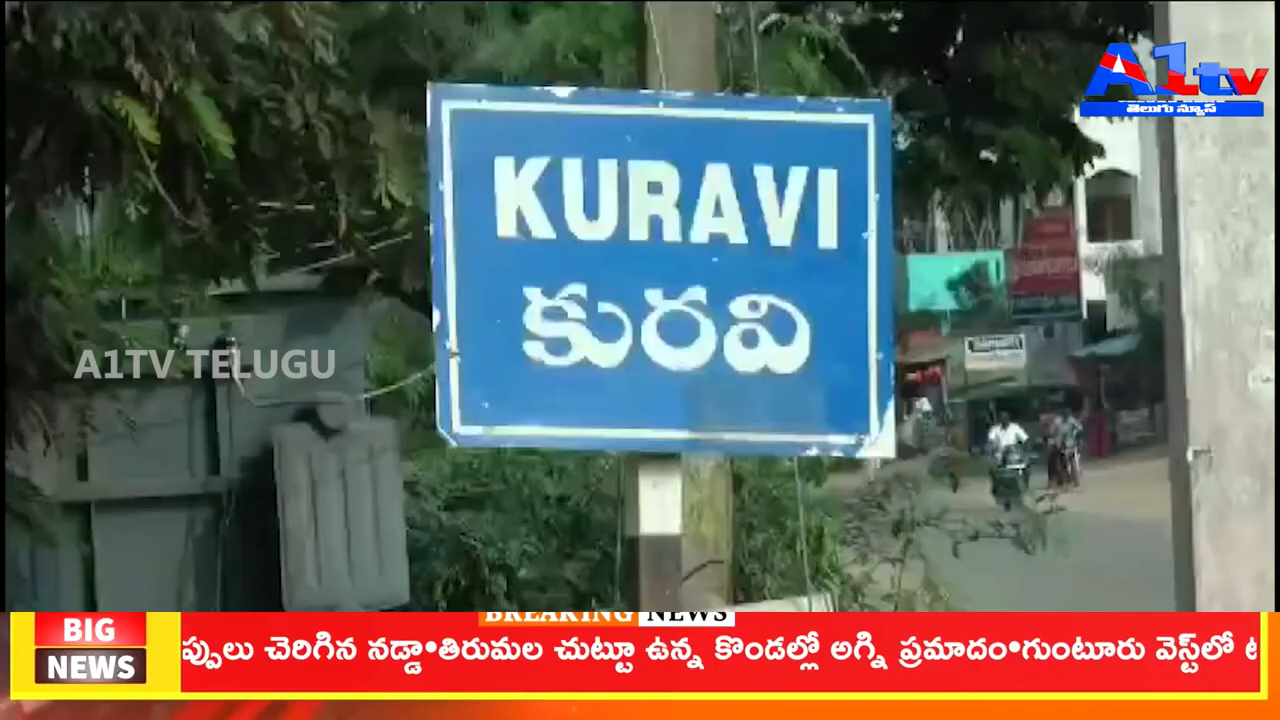 A1tv
తెలుగు న్యూస్
KURAVI
కురవి
A1TV TELUGU
BREAKING NEWS
BIG
NEWS
ప్పులు చెరిగిన నడ్డా•తిరుమల చుట్టూ ఉన్న కొండల్లో అగ్ని ప్రమాదం•గుంటూరు వెస్ట్‌లో